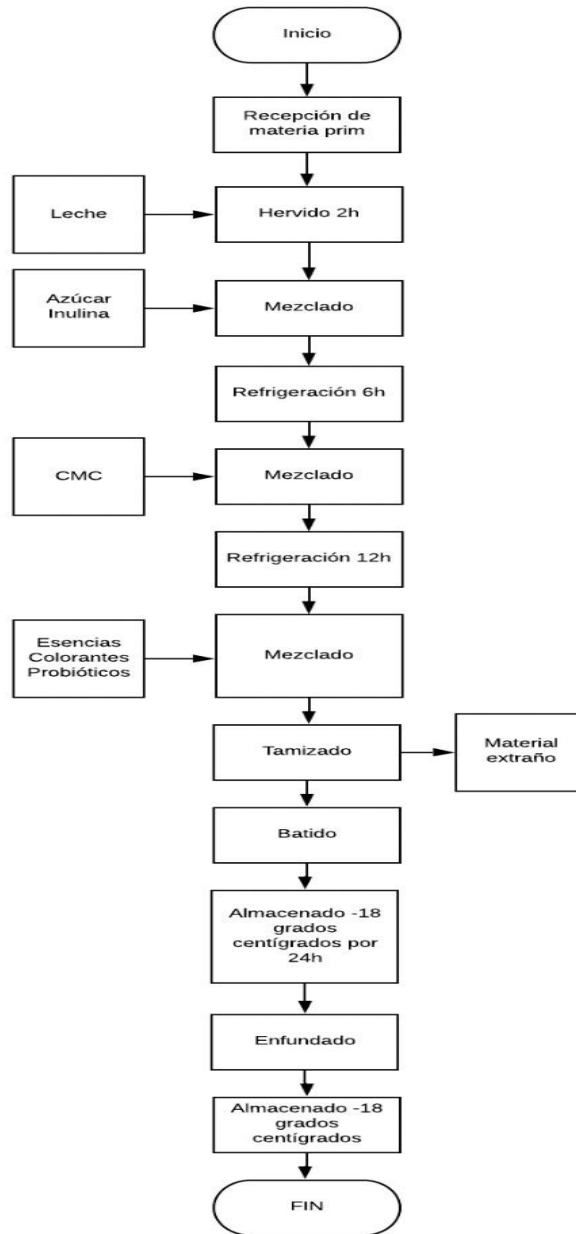 Inicio
Recepción de
materia prim
Leche
Hervido 2h
Azúcar
Inulina
Mezclado
Refrigeración 6h
CMC
Mezclado
Refrigeración 12h
Esencias
Colorantes
Probióticos
Mezclado
Tamizado
Material
extraño
Batido
Almacenado -18
grados
centígrados por
24h
Enfundado
Almacenado -18
grados
centígrados
FIN